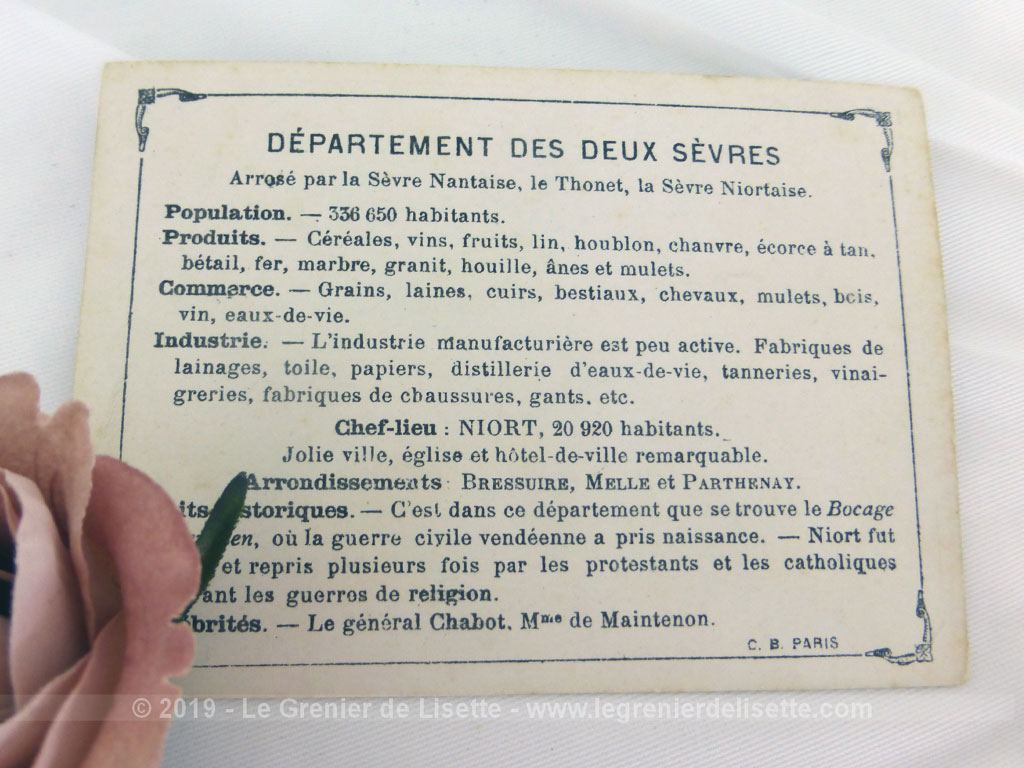 DÉPARTEMENT DES DEUX SÈVRES
Arrosé par la Sèvre Nantaise, le Thonet, la Sèvre Niortaise.
Population. — 336 650 habitants.
Produits. — Céréales, vins, fruits, lin, houblon, chanvre, écorce à tan,
bétail, fer, marbre, granit, houille, ânes et mulets.
Commerce. — Grains, laines, cuirs, bestiaux, chevaux, mulets, bois,
vin, eaux-de-vie.
Industrie. — L'industrie manufacturière est peu active. Fabriques de
lainages, toile, papiers, distillerie d'eaux-de-vie, tanneries, vinai-
greries, fabriques de chaussures, gants, etc.
Chef-lieu : NIORT, 20 920 habitants.
Jolie ville, église et hôtel-de-ville remarquable.
Arrondissements : BRESSUIRE, MELLE et PARTHENAY.
its storiques. — C'est dans ce département que se trouve le Bocage
en, où la guerre civile vendéenne a pris naissance. — Niort fut
et repris plusieurs fois par les protestants et les catholiques
ant les guerres de religion.
brités. — Le général Chabot, Mme de Maintenon.
C. B. PARIS
© 2019 - Le Grenier de Lisette - www.legrenierdelisette.com